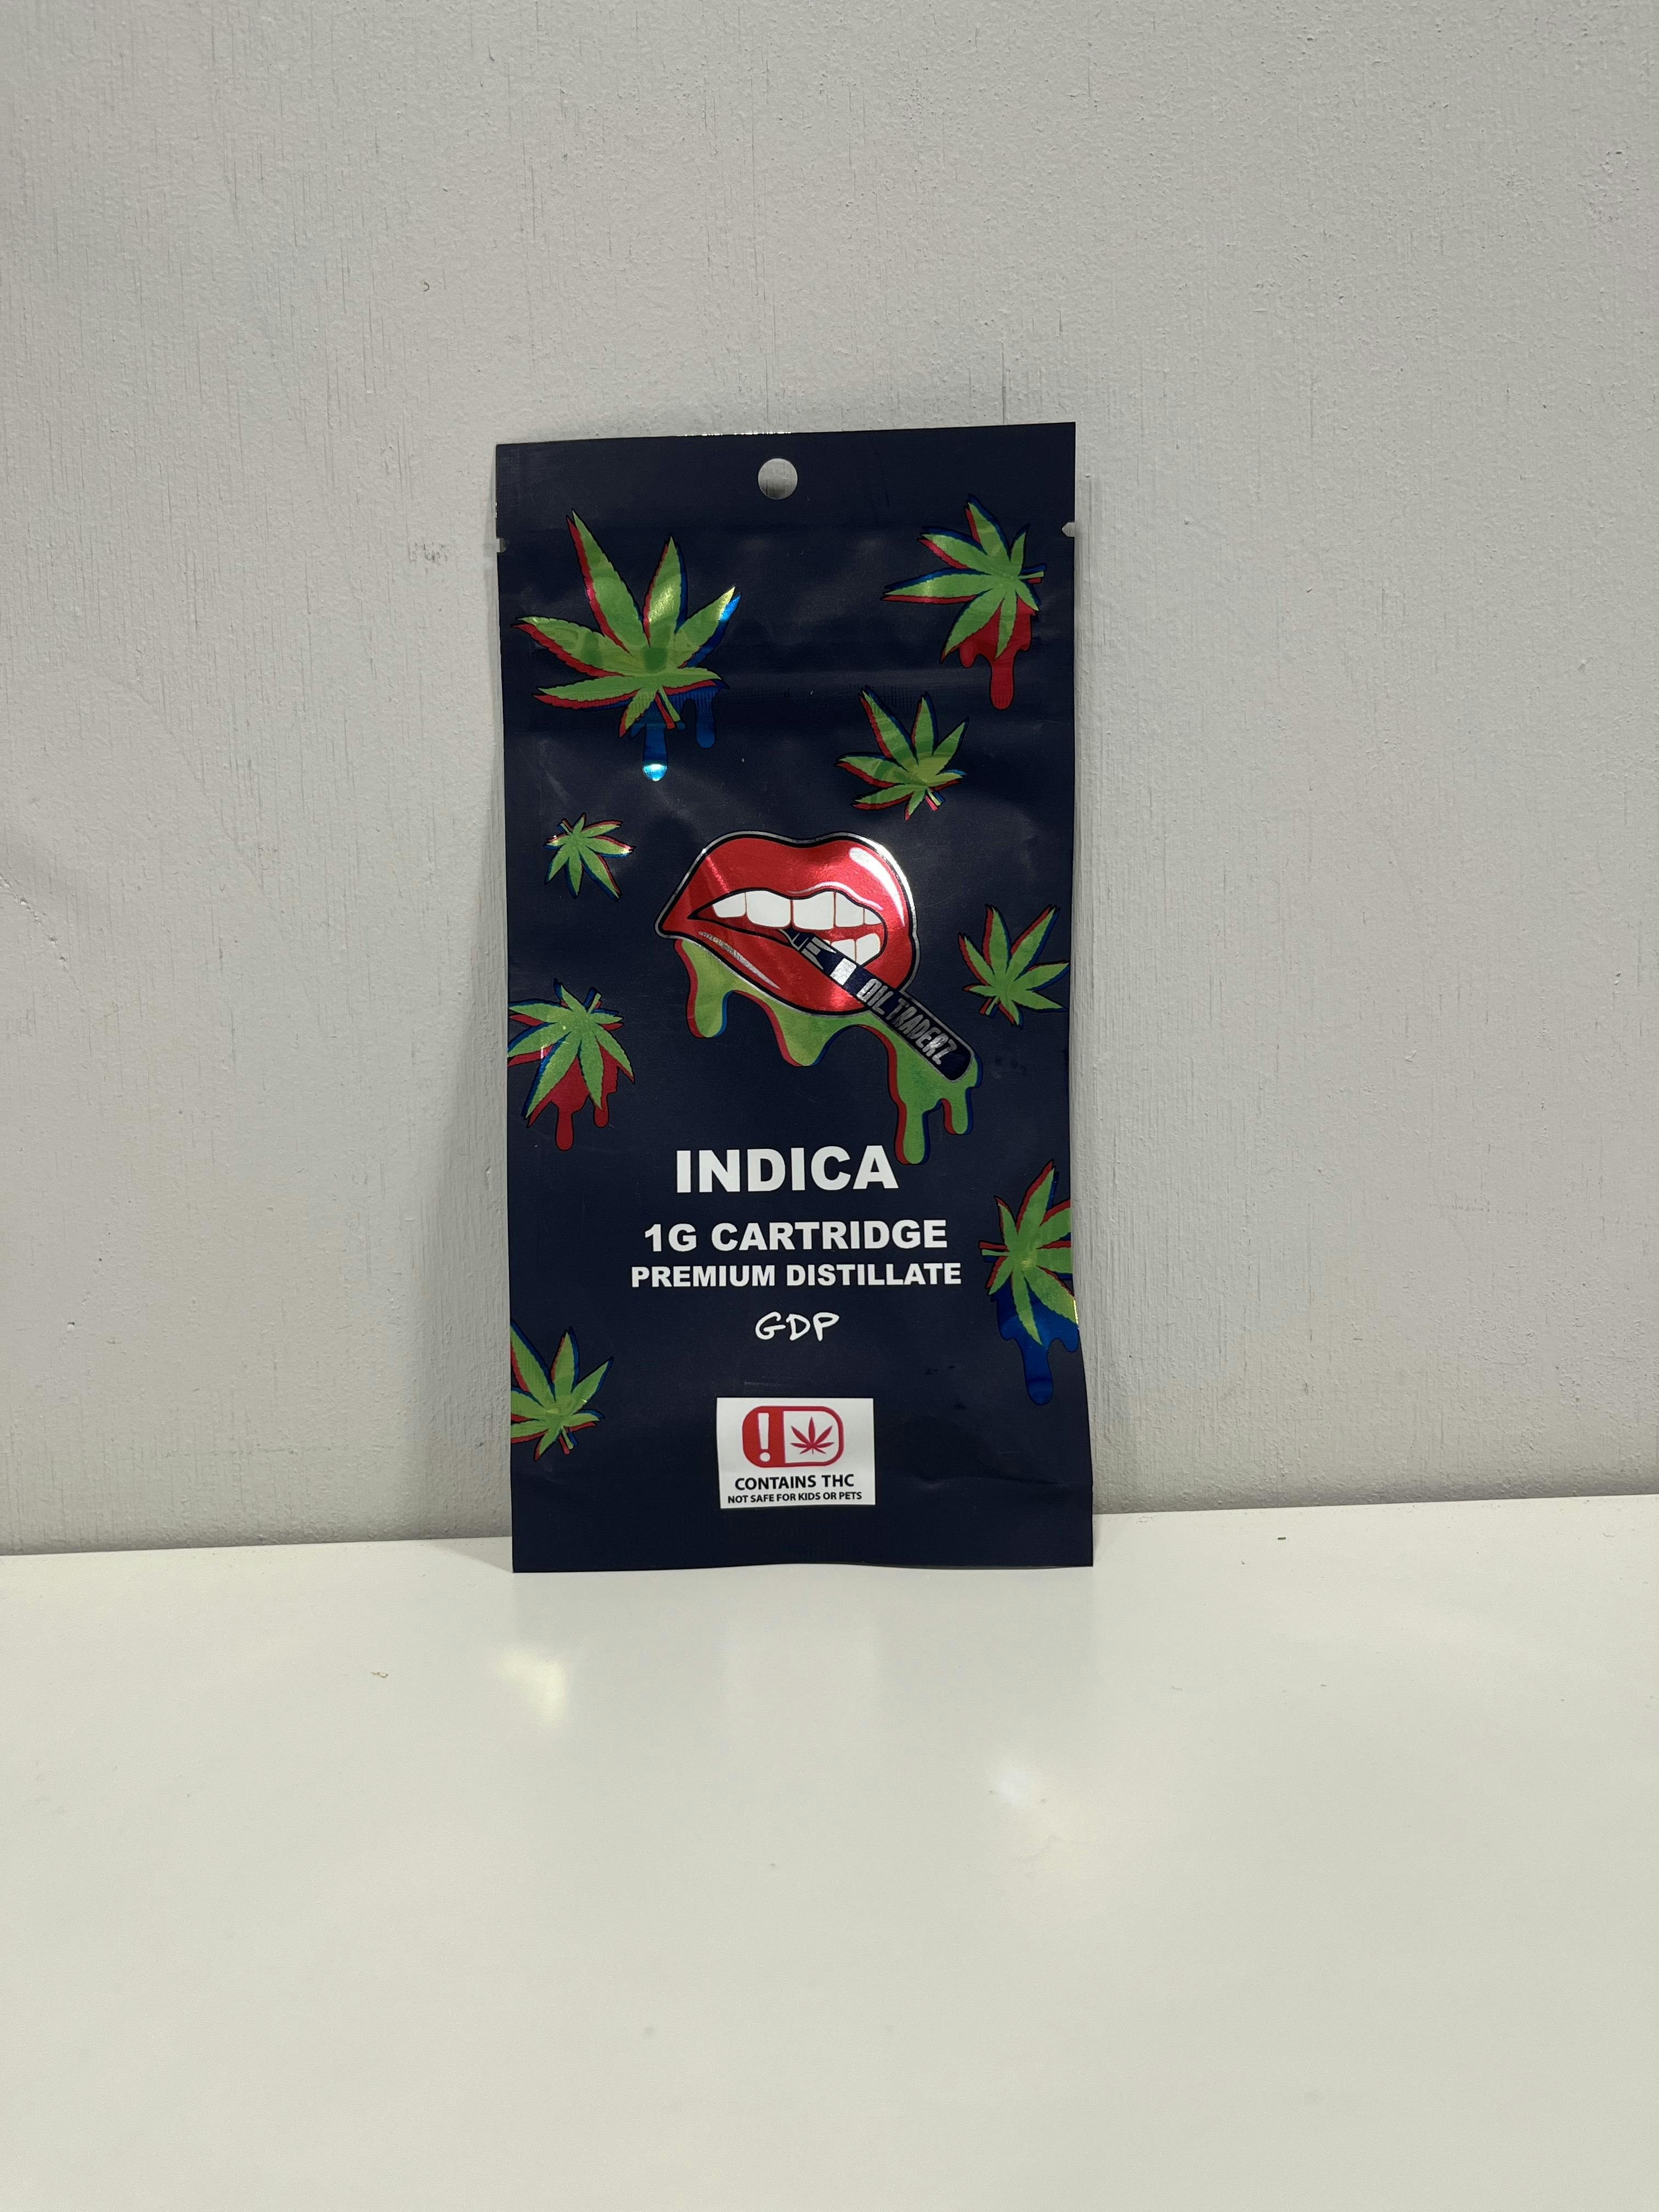 OIL TRADERZ
INDICA
1G CARTRIDGE
PREMIUM DISTILLATE
GDP
!
CONTAINS THC
NOT SAFE FOR KIDS OR PETS